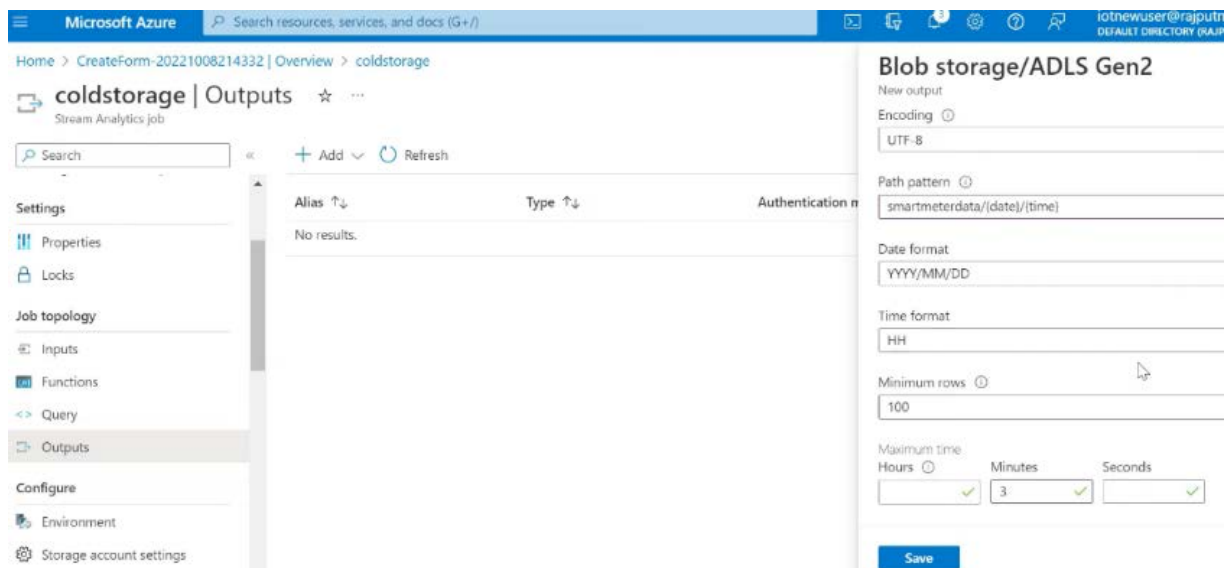 Microsoft Azure
Search resources, services, and docs (G+/)
3
iotnewuser@rajputn
DEFAULT DIRECTORY (RAJP
Home > CreateForm-20221008214332 | Overview > coldstorage
coldstorage | Outputs
Stream Analytics job
Search
Settings
Properties
Locks
Job topology
Inputs
Functions
Query
Outputs
Configure
Environment
Storage account settings
+ Add
Refresh
Alias
Type
Authentication m
No results.
Blob storage/ADLS Gen2
New output
Encoding
UTF-8
Path pattern
smartmeterdata/{date}/{time}
Date format
YYYY/MM/DD
Time format
HH
Minimum rows
100
Maximum time
Hours
Minutes
Seconds
3
Save